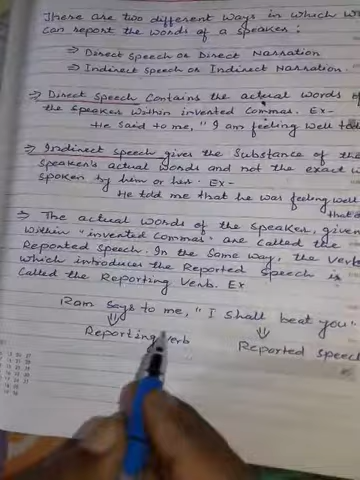 There are two different ways in which
can report the words of a speaker:
⇒ Direct Speech or Direct Narration
⇒ Indirect Speech or Indirect Narration.
⇒ Direct Speech contains the actual words of
the speaker within invented commas. Ex-
He said to me, "I am feeling well
⇒ Indirect speech gives the substance of the
speaker's actual words and not the exact
spoken by him or her. Ex-
He told me that he was feeling well
that
⇒ The actual words of the speaker, given
within "invented commas" are called the
Reported Speech. In the same way, the verb
which introduces the Reported Speech is
called the Reporting Verb. Ex
Ram says to me, "I shall beat you"
⇓ ⇓
Reporting verb Reported Speech